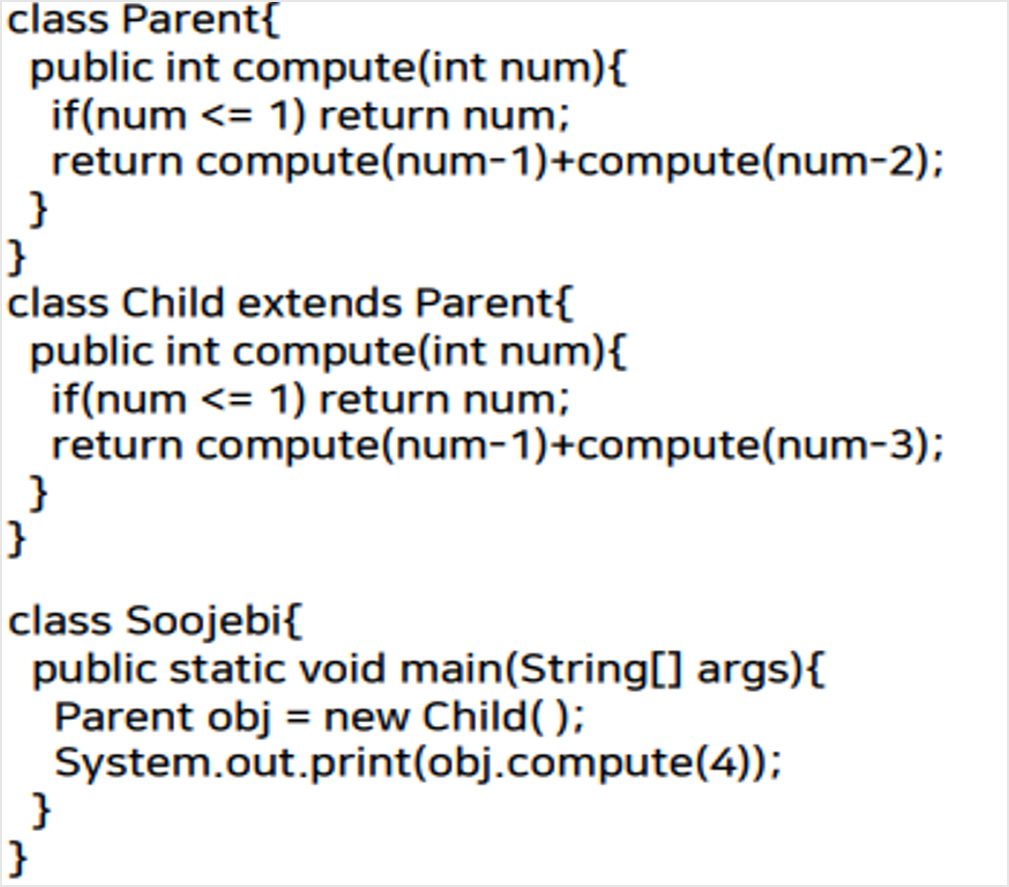 class Parent{
public int compute(int num){
if(num <= 1) return num;
return compute(num-1)+compute(num-2);
}
}
class Child extends Parent{
public int compute(int num){
if(num <= 1) return num;
return compute(num-1)+compute(num-3);
}
}
class Soojebi{
public static void main(String[] args){
Parent obj = new Child( );
System.out.print(obj.compute(4));
}
}